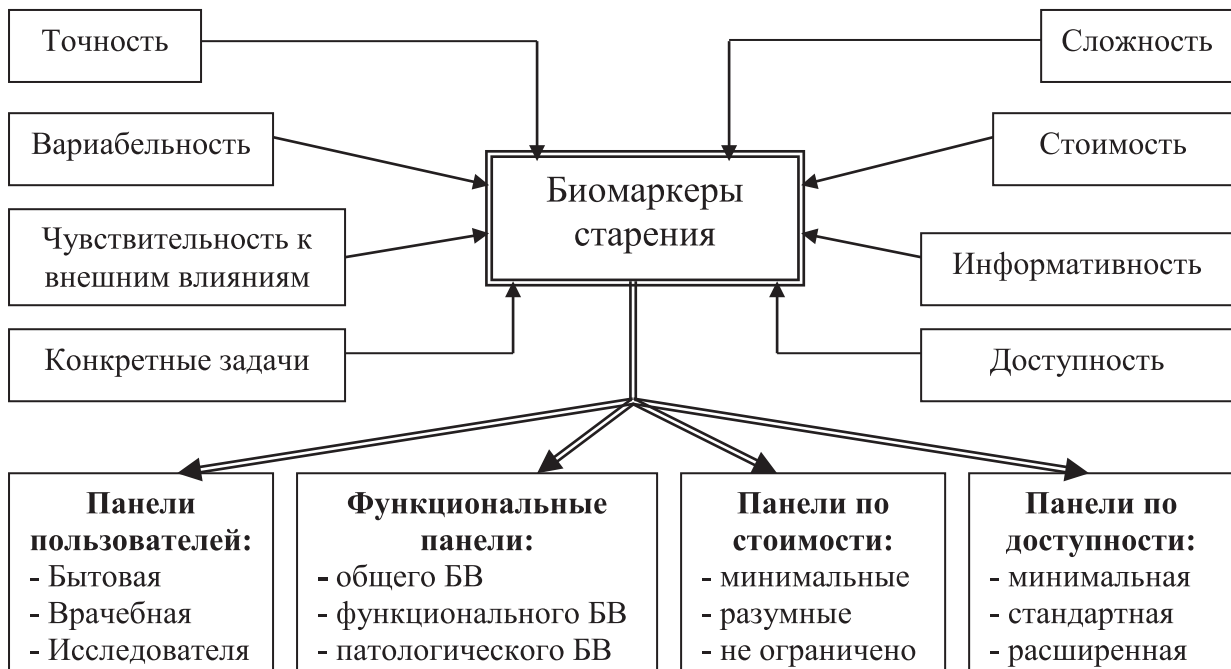 Точность
Сложность
Вариабельность
Стоимость
Биомаркеры
старения
Чувствительность к
внешним влияниям
Информативность
Конкретные задачи
Доступность
Панели
пользователей:
- Бытовая
- Врачебная
- Исследователя
Функциональные
панели:
- общего БВ
- функционального БВ
- патологического БВ
Панели по
стоимости:
- минимальные
- разумные
- не ограничено
Панели по
доступности:
- минимальная
- стандартная
- расширенная